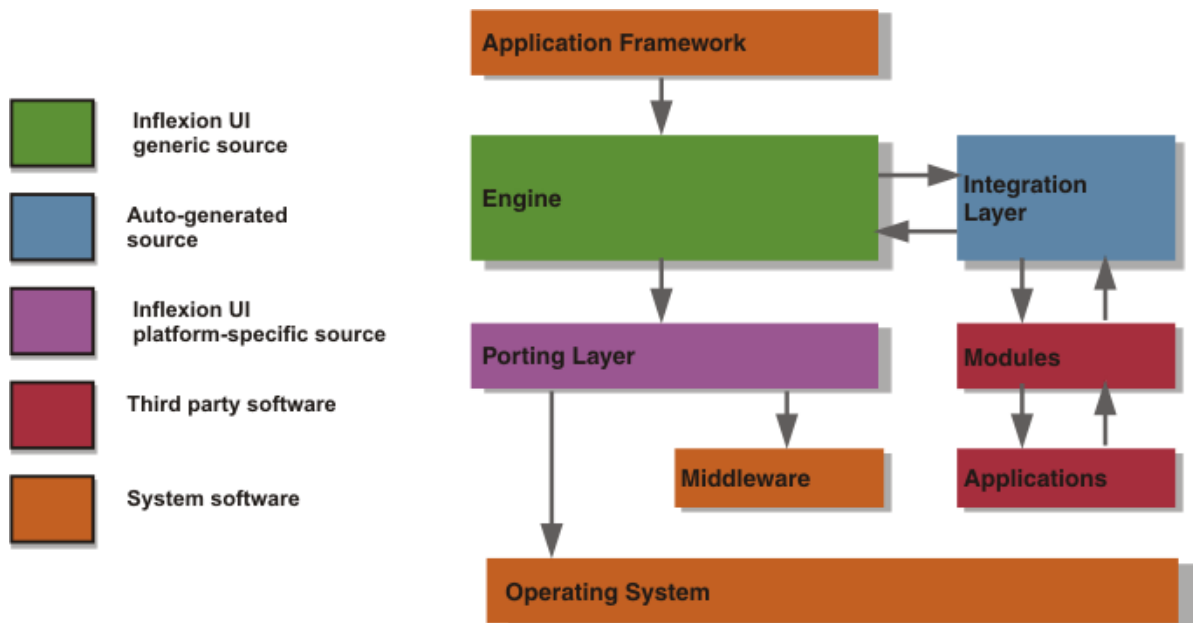 Application Framework
Inflexion UI
generic source
Engine
Integration
Layer
Auto-generated
source
Inflexion UI
platform-specific source
Porting Layer
Modules
Third party software
Middleware
Applications
System software
Operating System